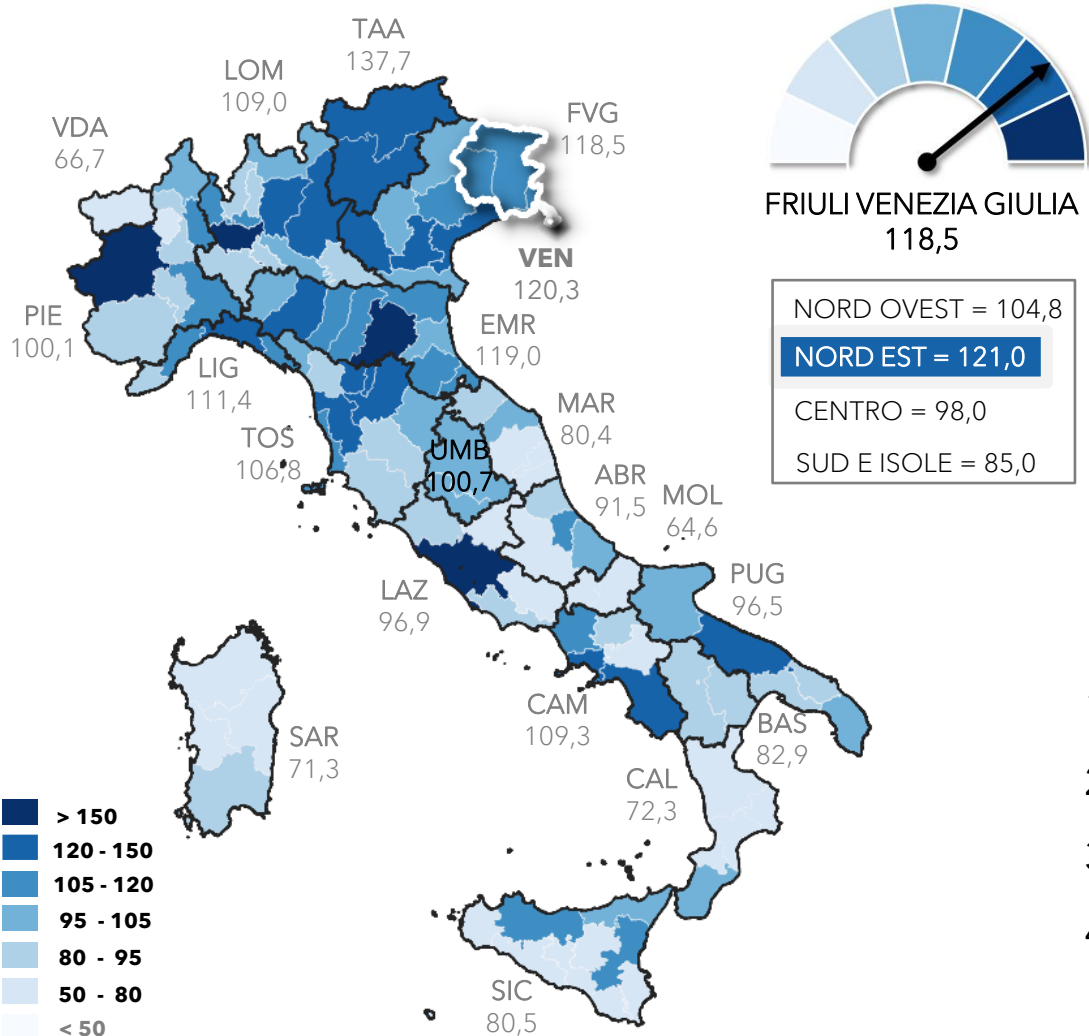 TAA
137,7
LOM
109,0
VDA
66,7
FVG
118,5
FRIULI VENEZIA GIULIA
118,5
VEN
120,3
NORD OVEST = 104,8
NORD EST = 121,0
CENTRO = 98,0
SUD E ISOLE = 85,0
PIE
100,1
EMR
119,0
LIG
111,4
MAR
80,4
TOS
106,8
UMB
100,7
ABR
91,5
MOL
64,6
PUG
96,5
LAZ
96,9
CAM
109,3
BAS
82,9
SAR
71,3
CAL
72,3
SIC
80,5
> 150
120 - 150
105 - 120
95 - 105
80 - 95
50 - 80
< 50